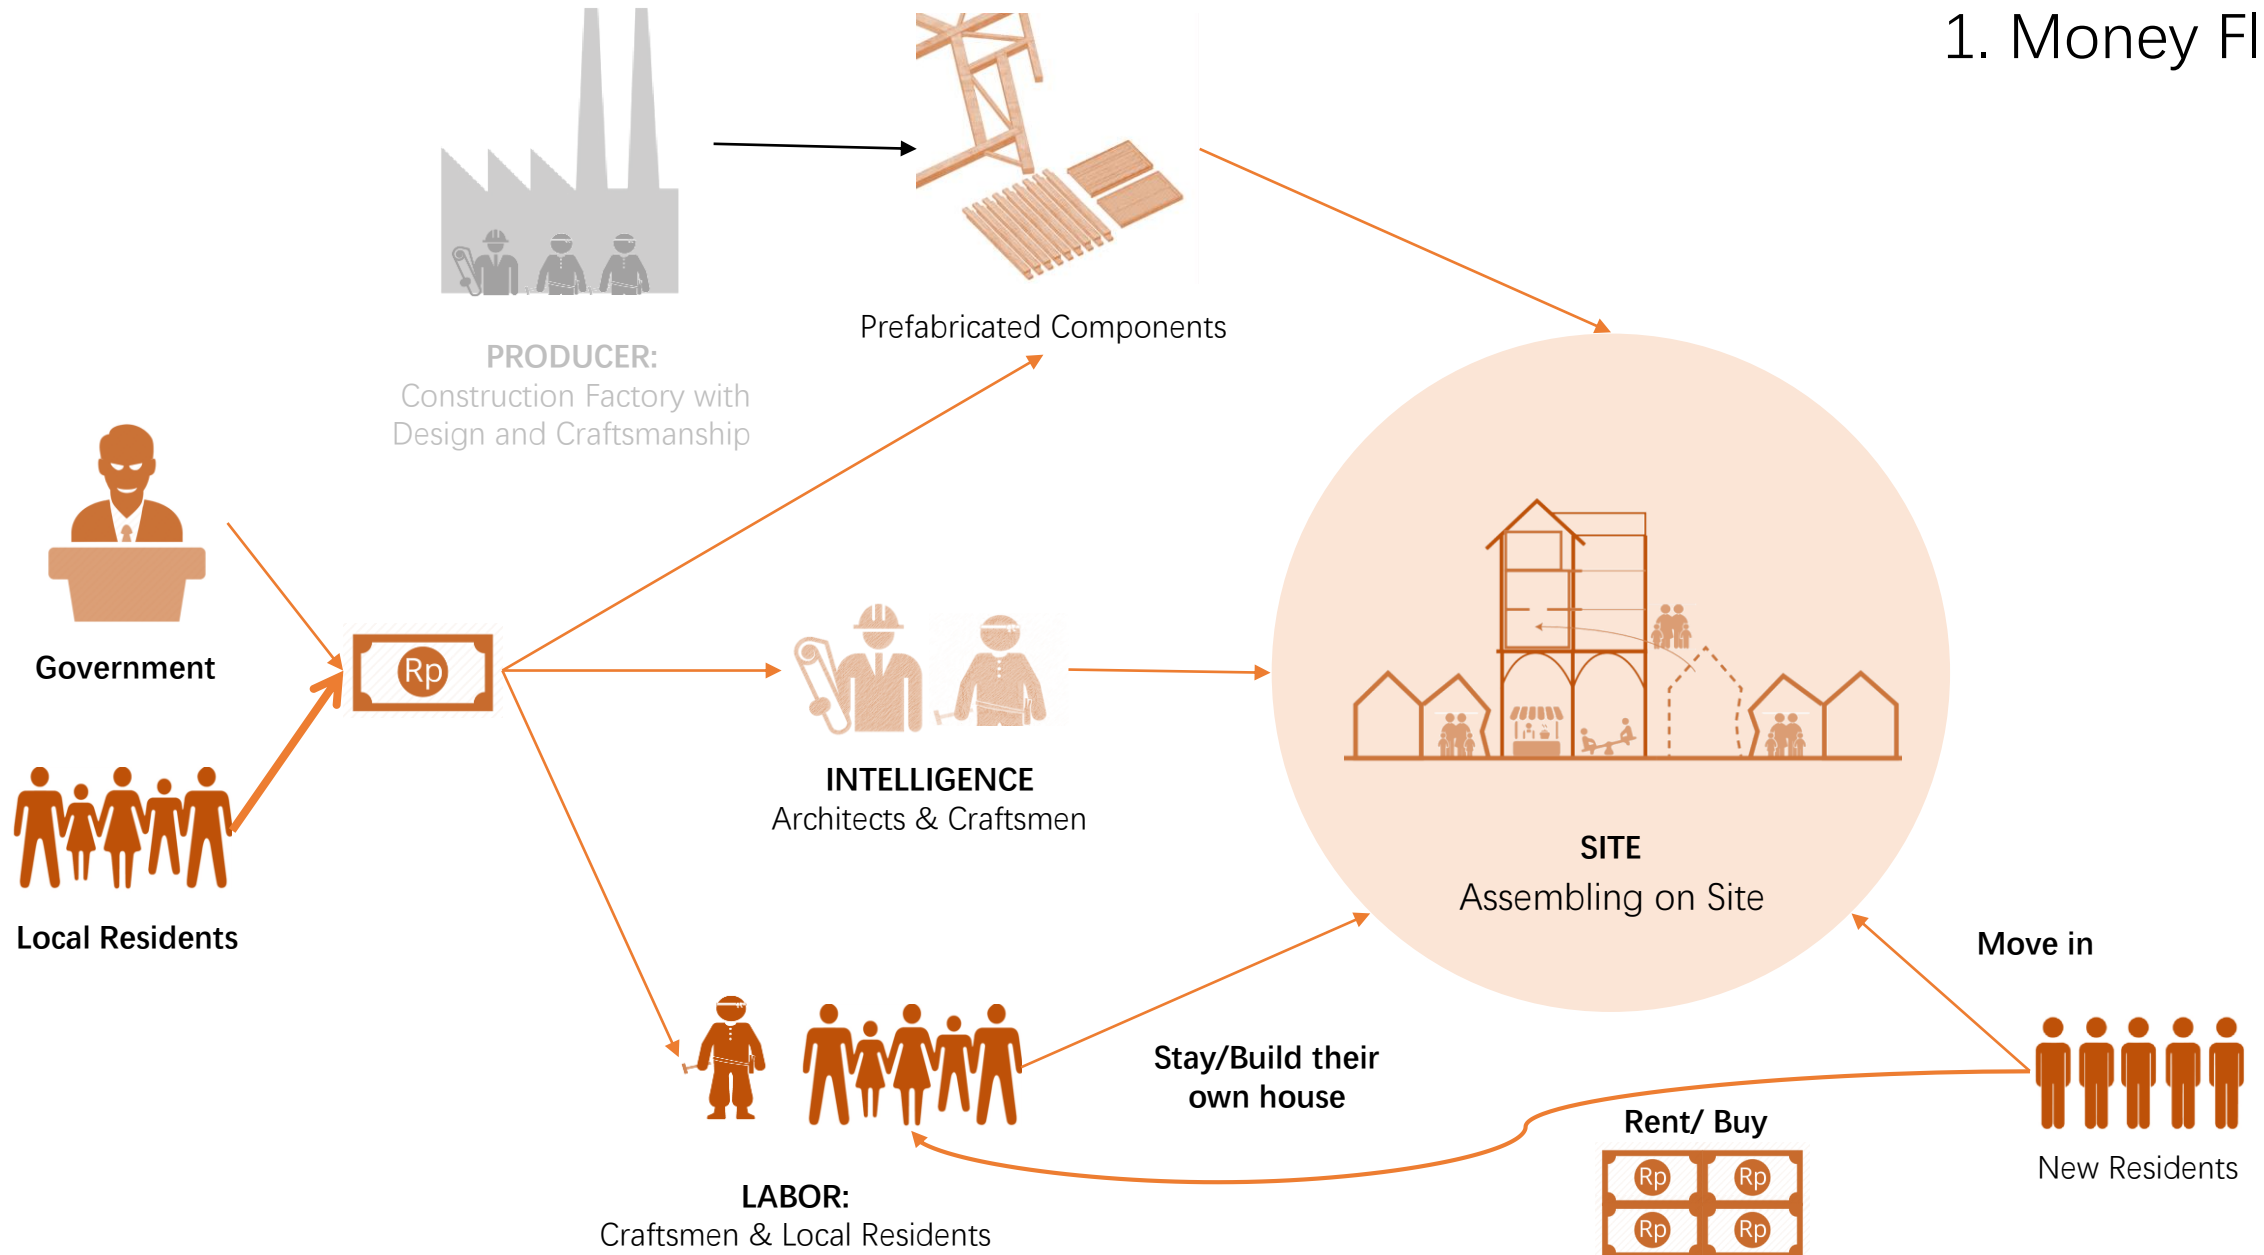 1. Money Fl
PRODUCER:
Construction Factory with
Design and Craftsmanship
Prefabricated Components
Government
Rp
Local Residents
INTELLIGENCE
Architects & Craftsmen
SITE
Assembling on Site
Move in
Stay/Build their
own house
Rent/ Buy
Rp Rp
Rp Rp
New Residents
LABOR:
Craftsmen & Local Residents